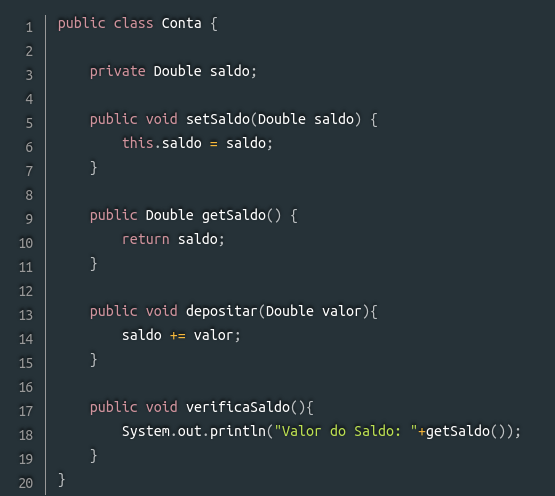 1 public class Conta {
2
3     private Double saldo;
4
5     public void setSaldo(Double saldo) {
6         this.saldo = saldo;
7     }
8
9     public Double getSaldo() {
10         return saldo;
11     }
12
13     public void depositar(Double valor){
14         saldo += valor;
15     }
16
17     public void verificaSaldo(){
18         System.out.println("Valor do Saldo: "+getSaldo());
19     }
20 }